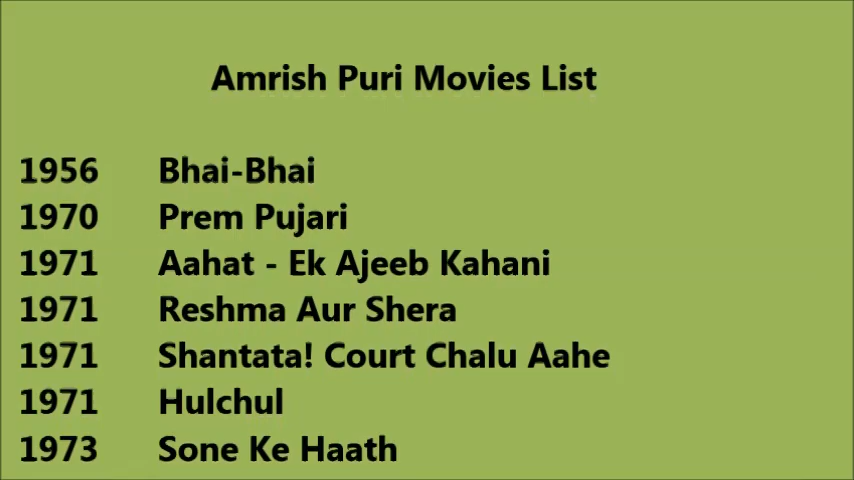 Amrish Puri Movies List
1956 Bhai-Bhai
1970 Prem Pujari
1971 Aahat - Ek Ajeeb Kahani
1971 Reshma Aur Shera
1971 Shantata! Court Chalu Aahe
1971 Hulchul
1973 Sone Ke Haath